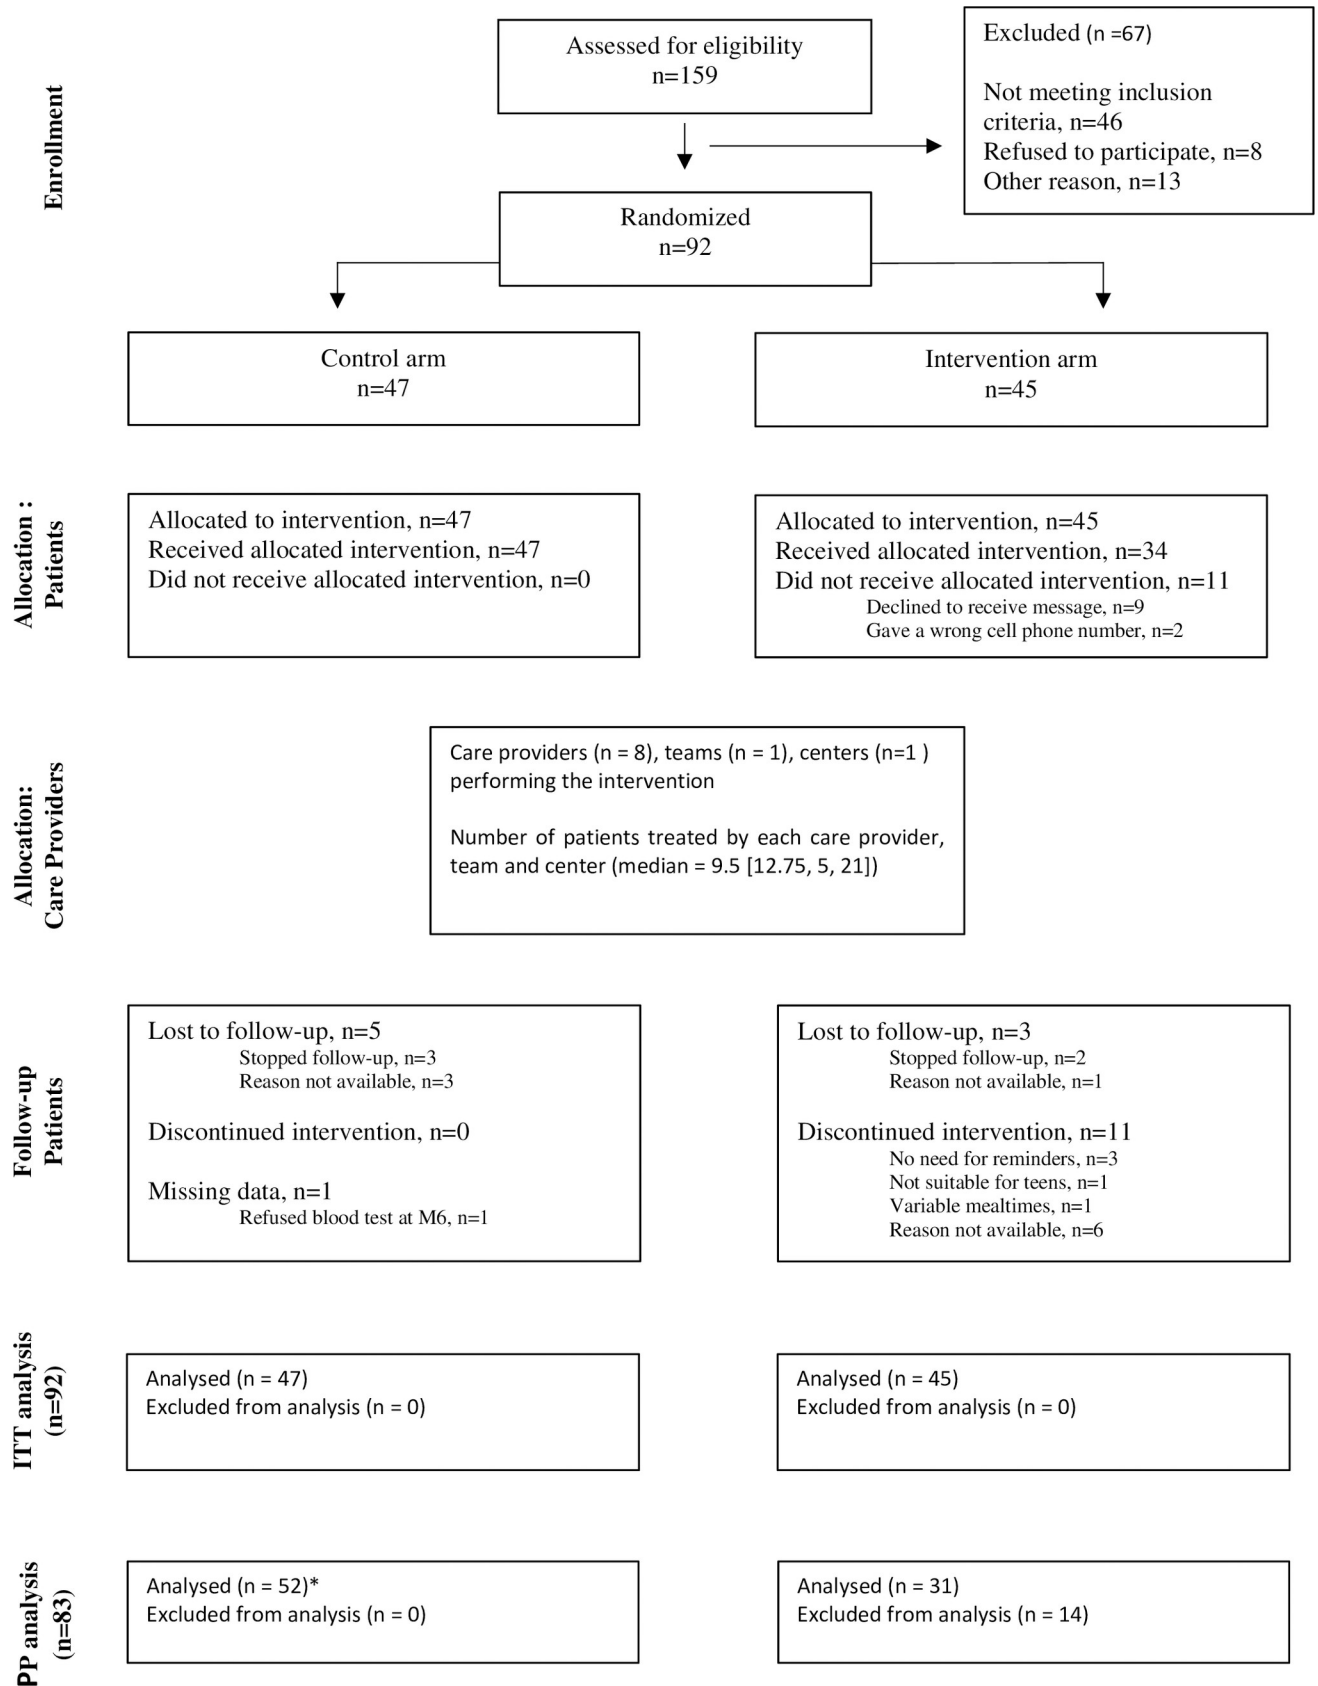 Enrollment
Assessed for eligibility
n=159
Excluded (n =67)
Not meeting inclusion
criteria, n=46
Refused to participate, n=8
Other reason, n=13
Randomized
n=92
Control arm
n=47
Intervention arm
n=45
Allocation :
Patients
Allocated to intervention, n=47
Received allocated intervention, n=47
Did not receive allocated intervention, n=0
Allocated to intervention, n=45
Received allocated intervention, n=34
Did not receive allocated intervention, n=11
Declined to receive message, n=9
Gave a wrong cell phone number, n=2
Allocation:
Care Providers
Care providers (n = 8), teams (n = 1), centers (n=1 )
performing the intervention
Number of patients treated by each care provider,
team and center (median = 9.5 [12.75, 5, 21])
Follow-up
Patients
Lost to follow-up, n=5
Stopped follow-up, n=3
Reason not available, n=3
Discontinued intervention, n=0
Missing data, n=1
Refused blood test at M6, n=1
Lost to follow-up, n=3
Stopped follow-up, n=2
Reason not available, n=1
Discontinued intervention, n=11
No need for reminders, n=3
Not suitable for teens, n=1
Variable mealtimes, n=1
Reason not available, n=6
ITT analysis
(n=92)
Analysed (n = 47)
Excluded from analysis (n = 0)
Analysed (n = 45)
Excluded from analysis (n = 0)
PP analysis
(n=83)
Analysed (n = 52)*
Excluded from analysis (n = 0)
Analysed (n = 31)
Excluded from analysis (n = 14)